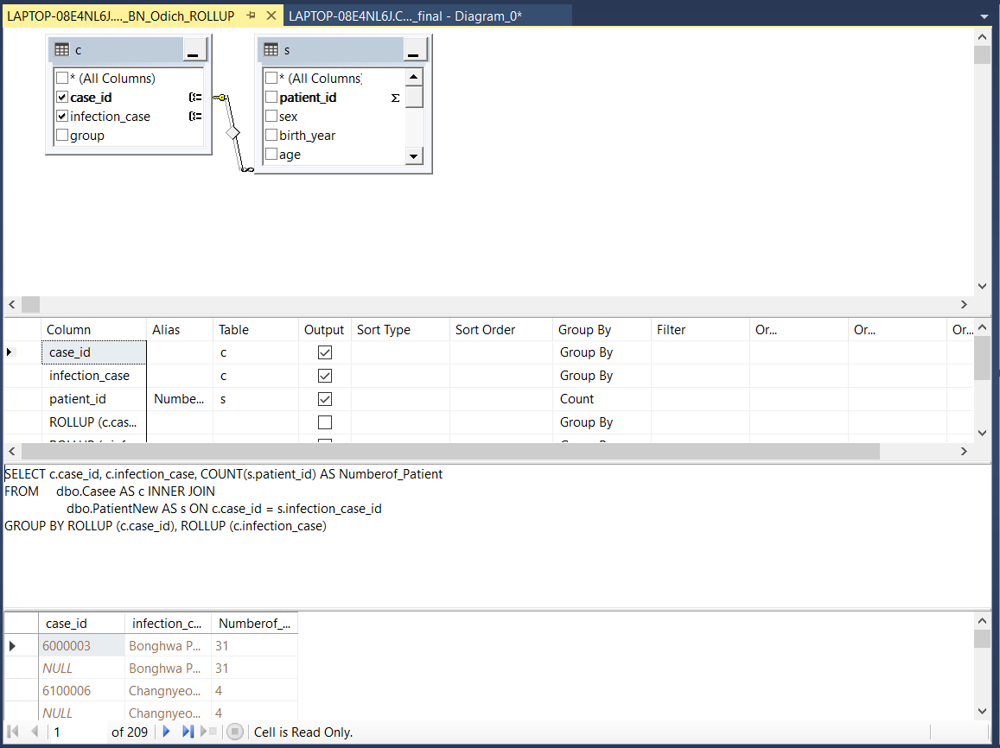 LAPTOP-08E4NL6J...._BN_Odich_ROLLUP LAPTOP-08E4NL6J.C..._final - Diagram_0*
c
* (All Columns)
case_id
infection_case
group
s
* (All Columns)
patient_id Σ
sex
birth_year
age
Column Alias Table Output Sort Type Sort Order Group By Filter Or... Or... Or...
case_id c Group By
infection_case c Group By
patient_id Numbe... s Count
ROLLUP (c.cas... Group By
SELECT c.case_id, c.infection_case, COUNT(s.patient_id) AS Numberof_Patient
FROM dbo.Casee AS c INNER JOIN
dbo.PatientNew AS s ON c.case_id = s.infection_case_id
GROUP BY ROLLUP (c.case_id), ROLLUP (c.infection_case)
case_id infection_c... Numberof_...
6000003 Bonghwa P... 31
NULL Bonghwa P... 31
6100006 Changnyeo... 4
NULL Changnyeo... 4
1 of 209 Cell is Read Only.